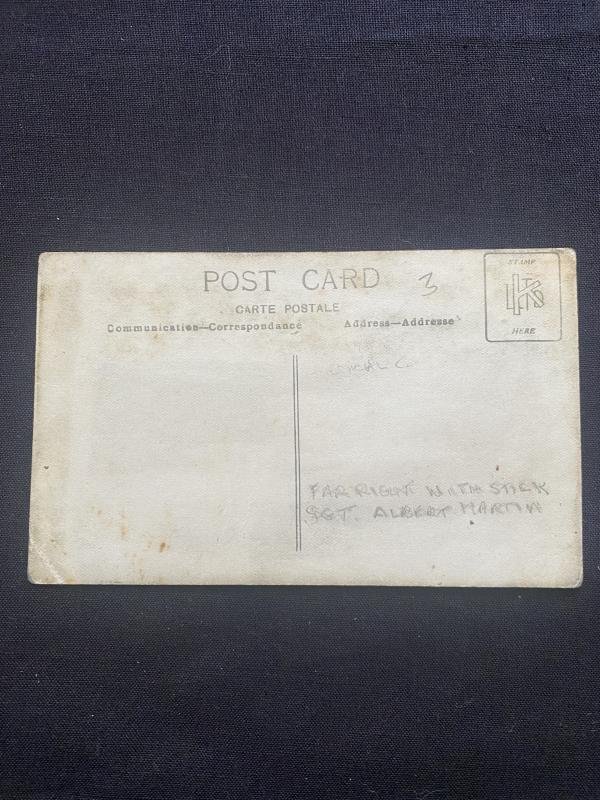 POST CARD
3
CARTE POSTALE
Communication—Correspondance
Address—Addresse
STAMP
HERE
FAR RIGHT WITH STICK
SGT. ALBERT MARTIN